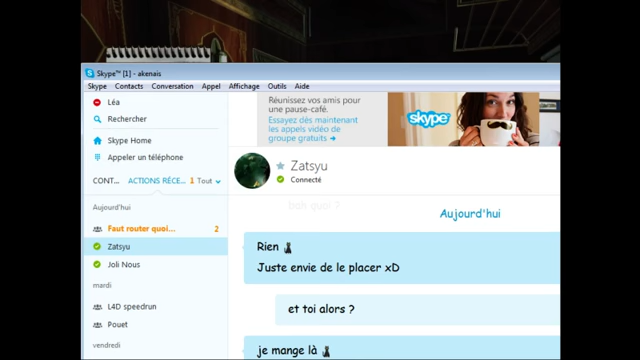 Skype™ [1] - akenais
Skype Contacts Conversation Appel Affichage Outils Aide
Léa
Rechercher
Skype Home
Appeler un téléphone
CONT... ACTIONS RÉCE... 1 Tout
Aujourd'hui
Faut router quoi... 2
Zatsyu
Joli Nous
mardi
L4D speedrun
Pouet
vendredi
Réunissez vos amis pour
une pause-café.
Essayez dès maintenant
les appels vidéo de
groupe gratuits
skype
Zatsyu
Connecté
bah quoi ?
Aujourd'hui
Rien
Juste envie de le placer xD
et toi alors ?
je mange là